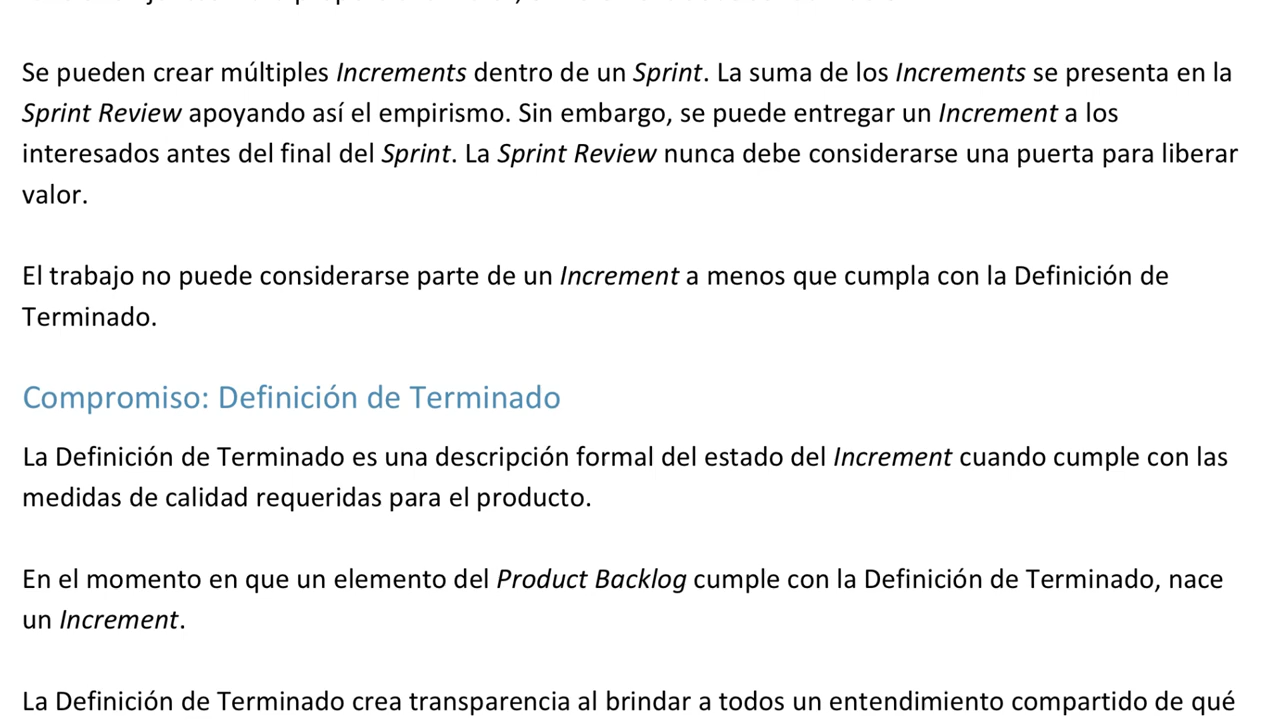 Se pueden crear múltiples Increments dentro de un Sprint. La suma de los Increments se presenta en la
Sprint Review apoyando así el empirismo. Sin embargo, se puede entregar un Increment a los
interesados antes del final del Sprint. La Sprint Review nunca debe considerarse una puerta para liberar
valor.
El trabajo no puede considerarse parte de un Increment a menos que cumpla con la Definición de
Terminado.
Compromiso: Definición de Terminado
La Definición de Terminado es una descripción formal del estado del Increment cuando cumple con las
medidas de calidad requeridas para el producto.
En el momento en que un elemento del Product Backlog cumple con la Definición de Terminado, nace
un Increment.
La Definición de Terminado crea transparencia al brindar a todos un entendimiento compartido de qué